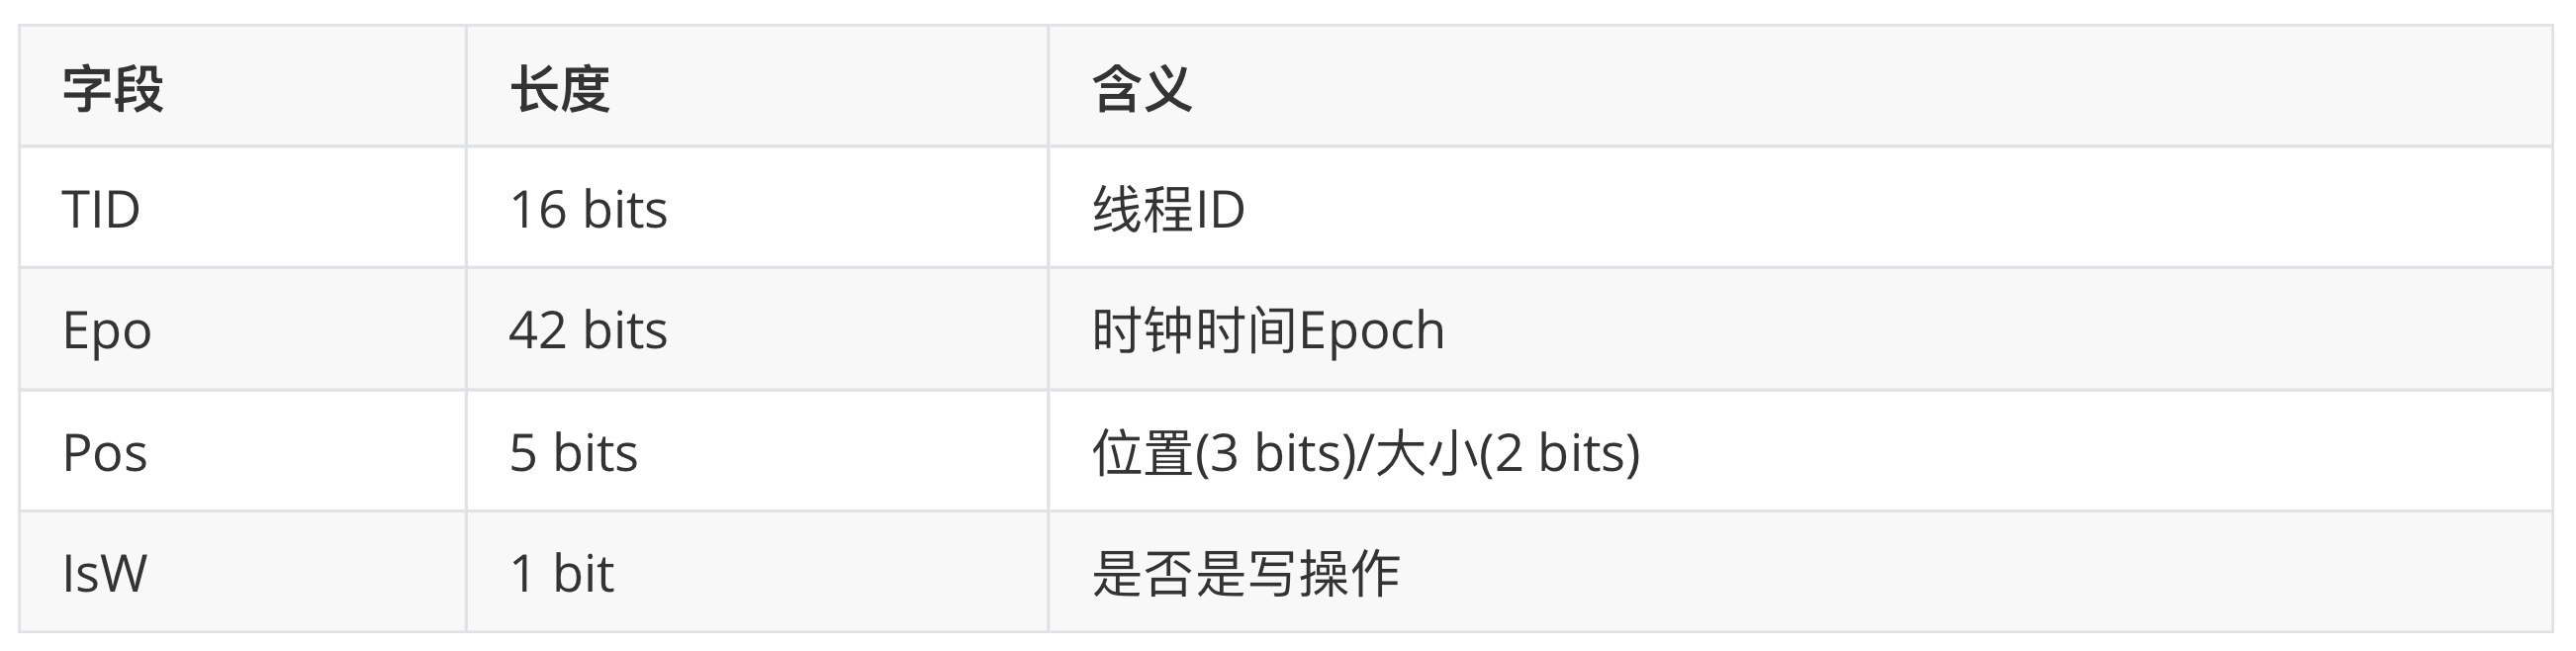 字段 长度 含义
TID 16 bits 线程ID
Epo 42 bits 时钟时间Epoch
Pos 5 bits 位置(3 bits)/大小(2 bits)
IsW 1 bit 是否是写操作